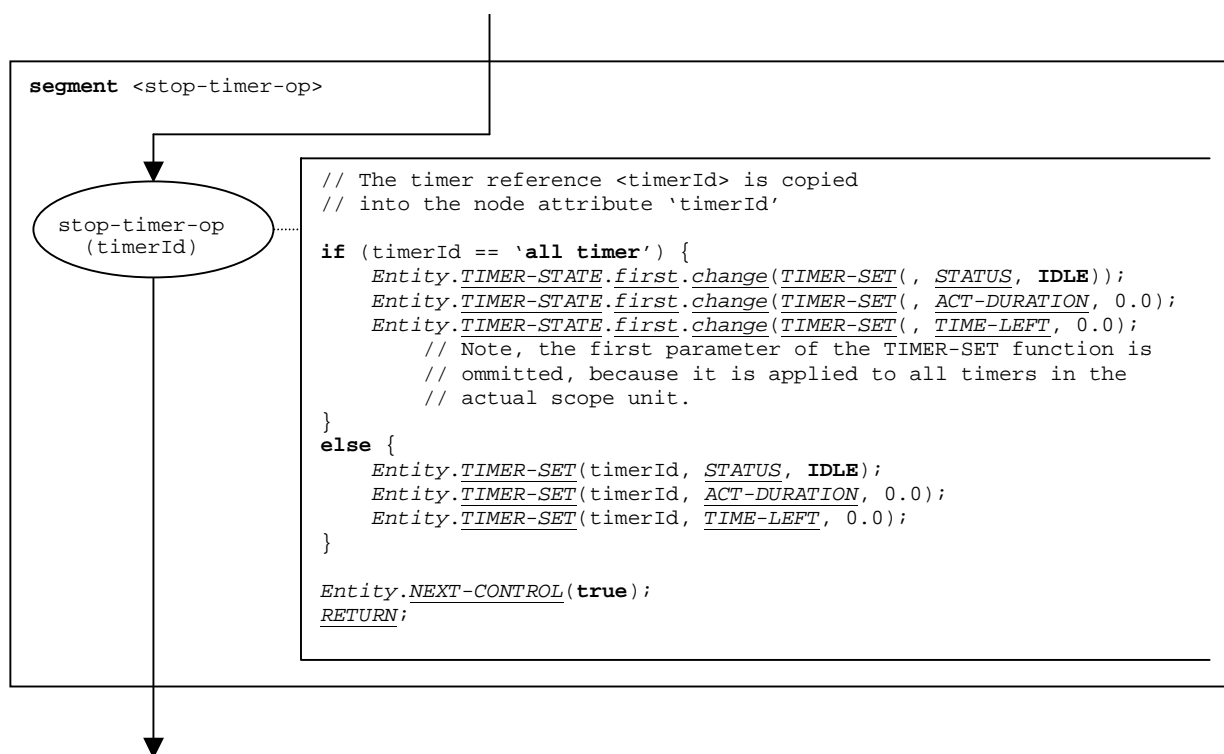 segment <stop-timer-op>
stop-timer-op
(timerId)
// The timer reference <timerId> is copied
// into the node attribute ‘timerId’
if (timerId == ‘all timer’) {
Entity.TIMER-STATE.first.change(TIMER-SET(, STATUS, IDLE));
Entity.TIMER-STATE.first.change(TIMER-SET(, ACT-DURATION, 0.0);
Entity.TIMER-STATE.first.change(TIMER-SET(, TIME-LEFT, 0.0);
// Note, the first parameter of the TIMER-SET function is
// ommitted, because it is applied to all timers in the
// actual scope unit.
}
else {
Entity.TIMER-SET(timerId, STATUS, IDLE);
Entity.TIMER-SET(timerId, ACT-DURATION, 0.0);
Entity.TIMER-SET(timerId, TIME-LEFT, 0.0);
}
Entity.NEXT-CONTROL(true);
RETURN;